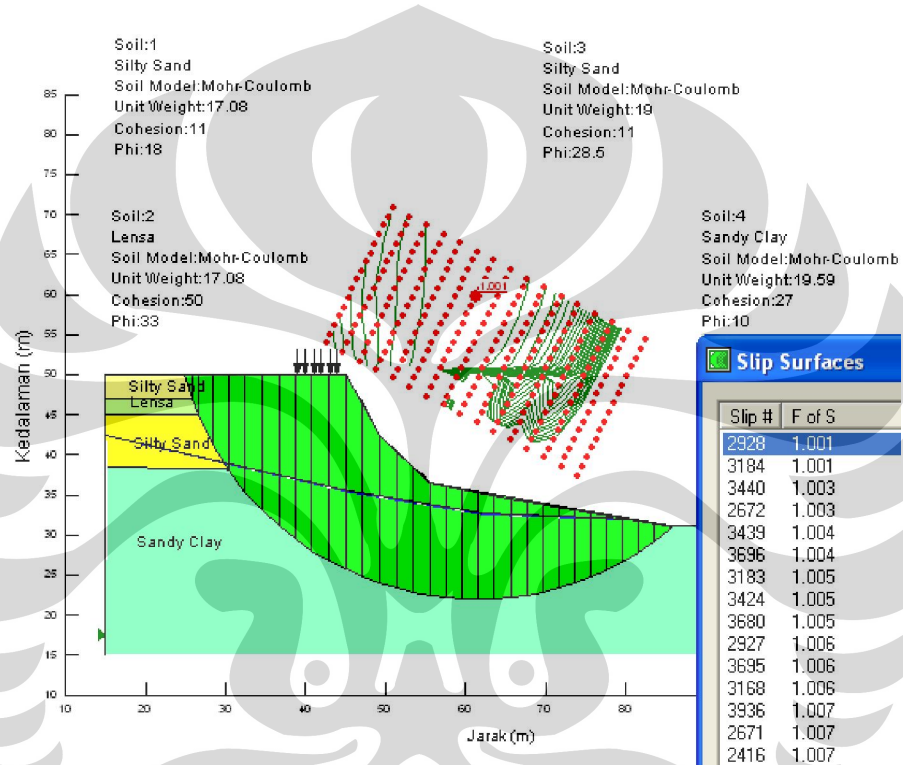 Soil:1
Silty Sand
Soil Model:Mohr-Coulomb
Unit Weight:17.08
Cohesion:11
Phi:18
Soil:3
Silty Sand
Soil Model:Mohr-Coulomb
Unit Weight:19
Cohesion:11
Phi:28.5
Soil:2
Lensa
Soil Model:Mohr-Coulomb
Unit Weight:17.08
Cohesion:50
Phi:33
Soil:4
Sandy Clay
Soil Model:Mohr-Coulomb
Unit Weight:19.59
Cohesion:27
Phi:10
1.001
Kedalaman (m)
85
80
75
70
65
60
55
50
45
40
35
30
25
20
15
10
Silty Sand
Lensa
Silty Sand
Sandy Clay
10 20 30 40 50 60 70 80
Jarak (m)
Slip Surfaces
Slip # F of S
2928 1.001
3184 1.001
3440 1.003
2672 1.003
3439 1.004
3696 1.004
3183 1.005
3424 1.005
3680 1.005
2927 1.006
3695 1.006
3168 1.006
3936 1.007
2671 1.007
2416 1.007